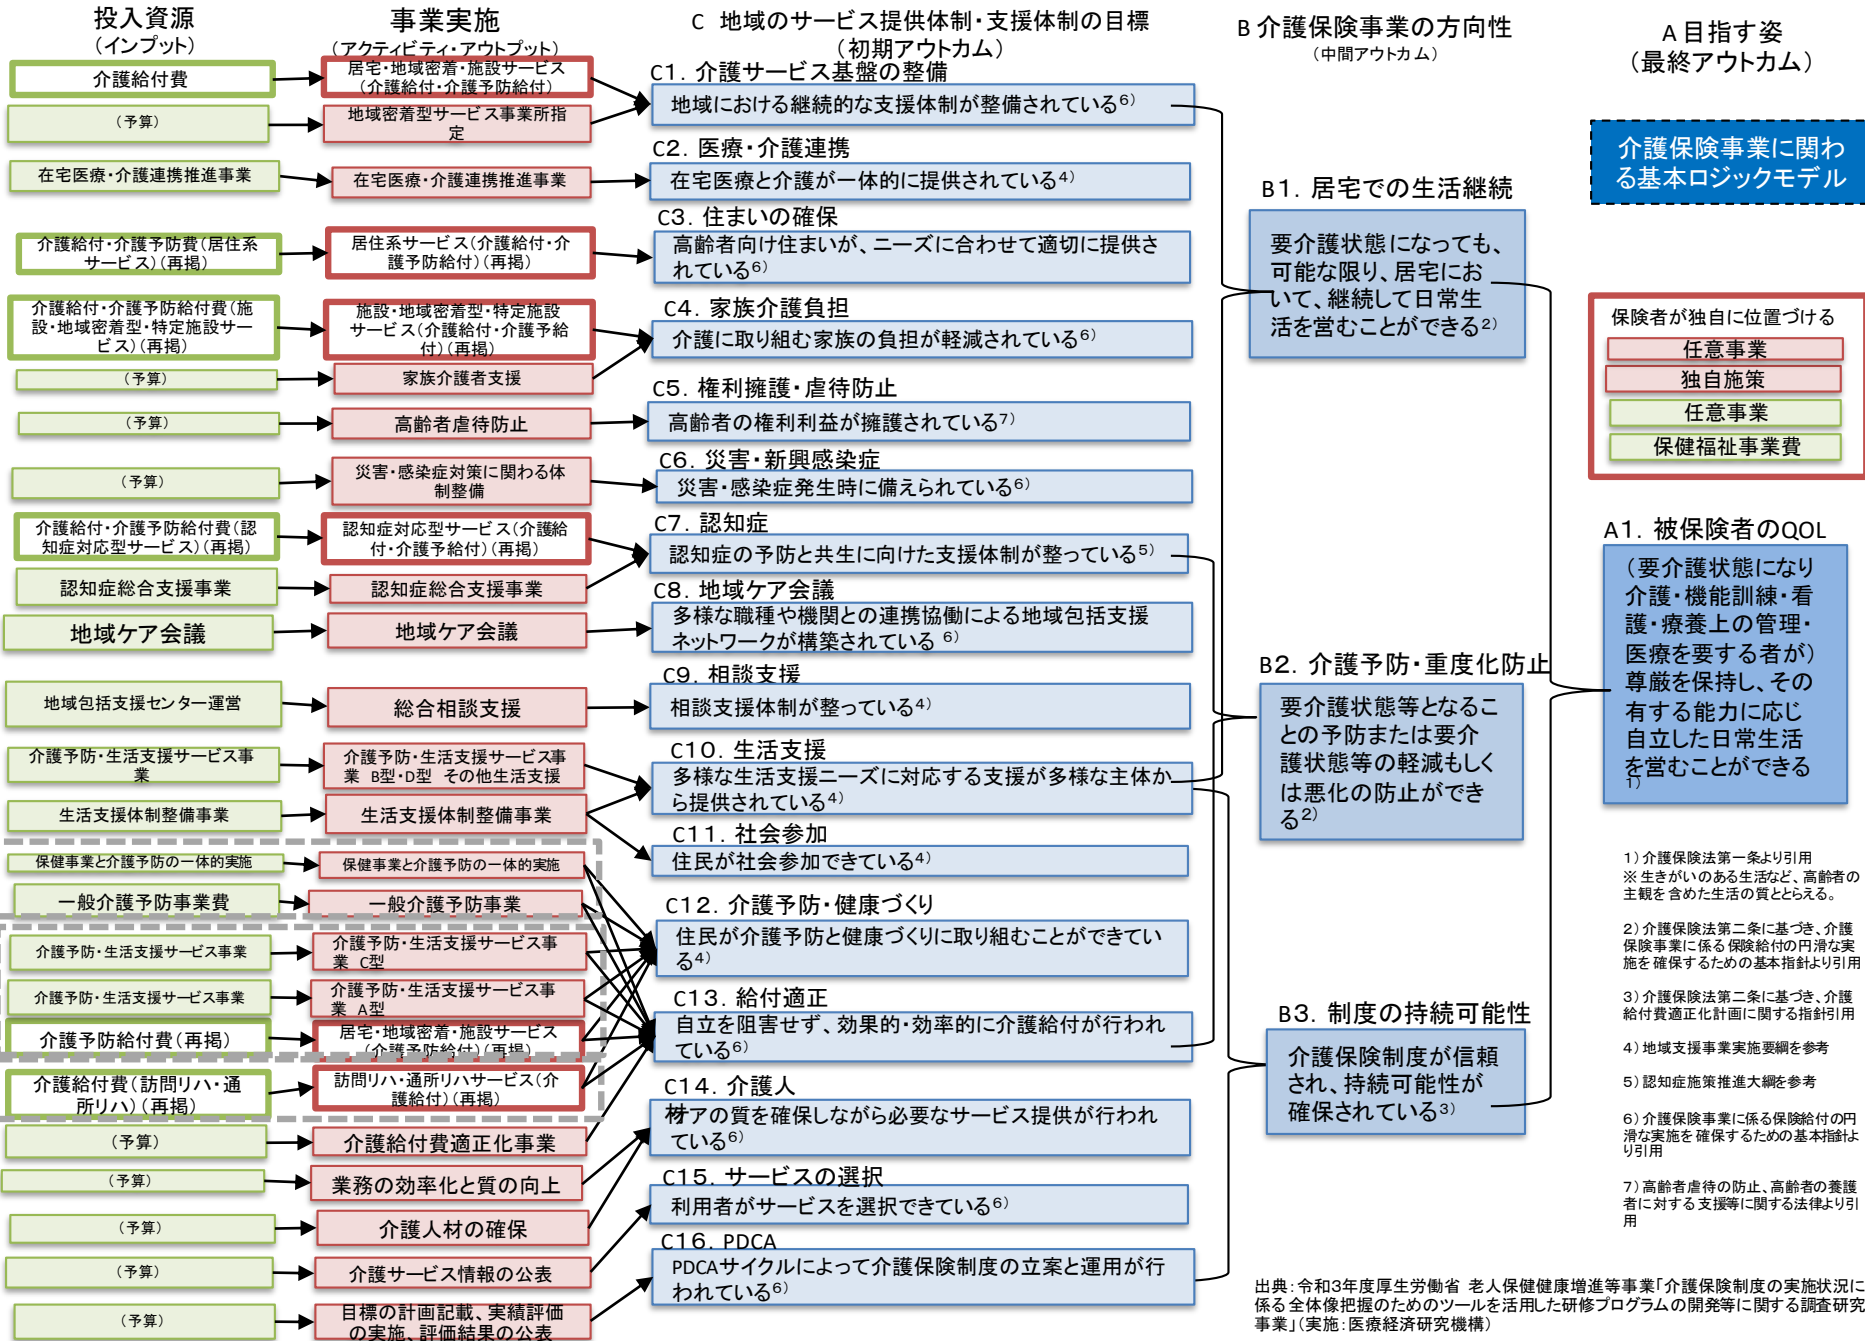 投入資源
（インプット）
事業実施
（アクティビティ・アウトプット）
C 地域のサービス提供体制・支援体制の目標
（初期アウトカム）
B 介護保険事業の方向性
（中間アウトカム）
A 目指す姿
（最終アウトカム）
介護給付費
（予算）
在宅医療・介護連携推進事業
介護給付・介護予防費（居住系
サービス）（再掲）
介護給付・介護予防給付費（施
設・地域密着型・特定施設サー
ビス）（再掲）
（予算）
（予算）
（予算）
介護給付・介護予防給付費（認
知症対応型サービス）（再掲）
認知症総合支援事業
地域ケア会議
地域包括支援センター運営
介護予防・生活支援サービス事
業
生活支援体制整備事業
保健事業と介護予防の一体的実施
一般介護予防事業費
介護予防・生活支援サービス事業
介護予防・生活支援サービス事業
介護予防給付費（再掲）
介護給付費（訪問リハ・通
所リハ）（再掲）
（予算）
（予算）
（予算）
（予算）
（予算）
居宅・地域密着・施設サービス
（介護給付・介護予防給付）
地域密着型サービス事業所指
定
在宅医療・介護連携推進事業
居住系サービス（介護給付・介
護予防給付）（再掲）
施設・地域密着型・特定施設
サービス（介護給付・介護予給
付）（再掲）
家族介護者支援
高齢者虐待防止
災害・感染症対策に関わる体
制整備
認知症対応型サービス（介護給
付・介護予給付）（再掲）
認知症総合支援事業
地域ケア会議
総合相談支援
介護予防・生活支援サービス事
業 B型・D型 その他生活支援
生活支援体制整備事業
保健事業と介護予防の一体的実施
一般介護予防事業
介護予防・生活支援サービス事
業 C型
介護予防・生活支援サービス事
業 A型
居宅・地域密着・施設サービス
（介護予防給付）（再掲）
訪問リハ・通所リハサービス（介
護給付）（再掲）
介護給付費適正化事業
業務の効率化と質の向上
介護人材の確保
介護サービス情報の公表
目標の計画記載、実績評価
の実施、評価結果の公表
C1．介護サービス基盤の整備
地域における継続的な支援体制が整備されている6）
C2．医療・介護連携
在宅医療と介護が一体的に提供されている4）
C3．住まいの確保
高齢者向け住まいが、ニーズに合わせて適切に提供さ
れている6）
C4．家族介護負担
介護に取り組む家族の負担が軽減されている6）
C5．権利擁護・虐待防止
高齢者の権利利益が擁護されている7）
C6．災害・新興感染症
災害・感染症発生時に備えられている6）
C7．認知症
認知症の予防と共生に向けた支援体制が整っている5）
C8．地域ケア会議
多様な職種や機関との連携協働による地域包括支援
ネットワークが構築されている 6）
C9．相談支援
相談支援体制が整っている4）
C10．生活支援
多様な生活支援ニーズに対応する支援が多様な主体か
ら提供されている4）
C11．社会参加
住民が社会参加できている4）
C12．介護予防・健康づくり
住民が介護予防と健康づくりに取り組むことができてい
る4）
C13．給付適正
自立を阻害せず、効果的・効率的に介護給付が行われ
ている6）
C14．介護人
材
ケアの質を確保しながら必要なサービス提供が行われ
ている6）
C15．サービスの選択
利用者がサービスを選択できている6）
C16．PDCA
PDCAサイクルによって介護保険制度の立案と運用が行
われている6）
B1．居宅での生活継続
要介護状態になっても、
可能な限り、居宅にお
いて、継続して日常生
活を営むことができる2）
B2．介護予防・重度化防止
要介護状態等となるこ
との予防または要介
護状態等の軽減もしく
は悪化の防止ができ
る2）
B3．制度の持続可能性
介護保険制度が信頼
され、持続可能性が
確保されている3）
介護保険事業に関わ
る基本ロジックモデル
保険者が独自に位置づける
任意事業
独自施策
任意事業
保健福祉事業費
A1．被保険者のQOL
（要介護状態になり
介護・機能訓練・看
護・療養上の管理・
医療を要する者が）
尊厳を保持し、その
有する能力に応じ
自立した日常生活
を営むことができる
1）
1）介護保険法第一条より引用
※生きがいのある生活など、高齢者の
主観を含めた生活の質ととらえる。
2）介護保険法第二条に基づき、介護
保険事業に係る保険給付の円滑な実
施を確保するための基本指針より引用
3）介護保険法第二条に基づき、介護
給付費適正化計画に関する指針引用
4）地域支援事業実施要綱を参考
5）認知症施策推進大綱を参考
6）介護保険事業に係る保険給付の円
滑な実施を確保するための基本指針よ
り引用
7）高齢者虐待の防止、高齢者の養護
者に対する支援等に関する法律より引
用
出典：令和3年度厚生労働省 老人保健健康増進等事業「介護保険制度の実施状況に
係る全体像把握のためのツールを活用した研修プログラムの開発等に関する調査研究
事業」（実施：医療経済研究機構）